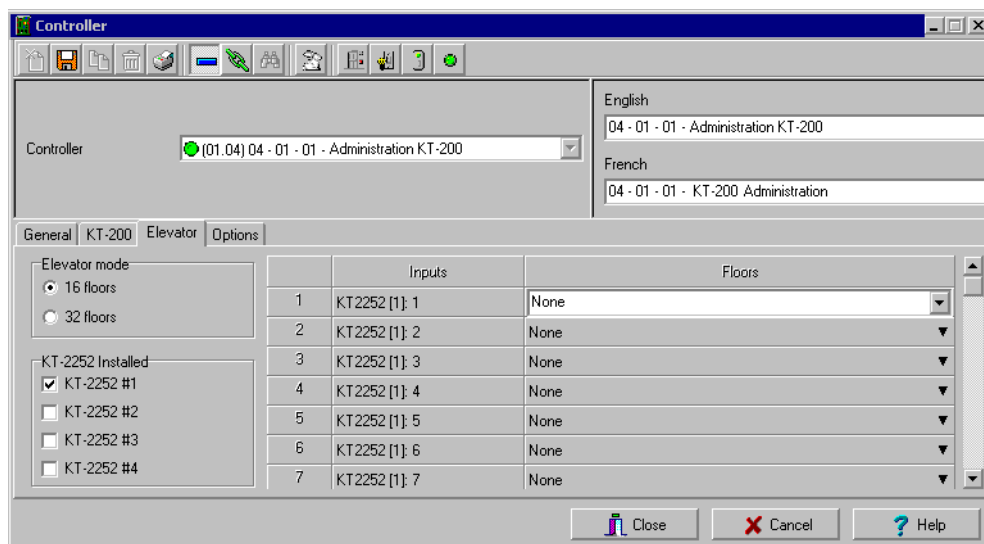 Controller
English
04 - 01 - 01 - Administration KT-200
Controller
(01.04) 04 - 01 - 01 - Administration KT-200
French
04 - 01 - 01 - KT-200 Administration
General KT-200 Elevator Options
Elevator mode
16 floors
32 floors
KT-2252 Installed
KT-2252 #1
KT-2252 #2
KT-2252 #3
KT-2252 #4
Inputs Floors
1 KT2252 [1]: 1 None
2 KT2252 [1]: 2 None
3 KT2252 [1]: 3 None
4 KT2252 [1]: 4 None
5 KT2252 [1]: 5 None
6 KT2252 [1]: 6 None
7 KT2252 [1]: 7 None
Close Cancel Help